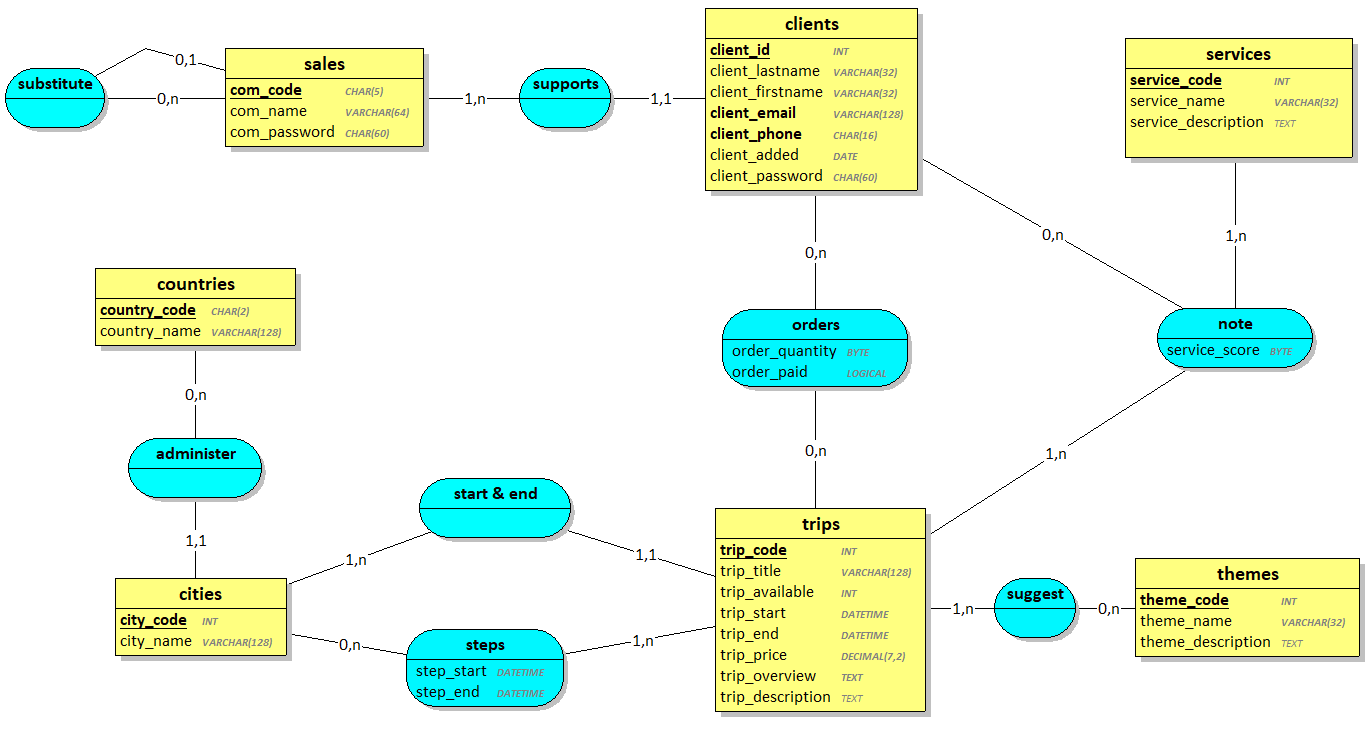 substitute
0,1
0,n
sales
com_code CHAR(5)
com_name VARCHAR(64)
com_password CHAR(60)
1,n
supports
1,1
clients
client_id INT
client_lastname VARCHAR(32)
client_firstname VARCHAR(32)
client_email VARCHAR(128)
client_phone CHAR(16)
client_added DATE
client_password CHAR(60)
services
service_code INT
service_name VARCHAR(32)
service_description TEXT
0,n
0,n
1,n
countries
country_code CHAR(2)
country_name VARCHAR(128)
orders
order_quantity BYTE
order_paid LOGICAL
note
service_score BYTE
0,n
administer
1,1
0,n
1,n
start & end
1,n
1,1
cities
city_code INT
city_name VARCHAR(128)
0,n
steps
step_start DATETIME
step_end DATETIME
1,n
trips
trip_code INT
trip_title VARCHAR(128)
trip_available INT
trip_start DATETIME
trip_end DATETIME
trip_price DECIMAL(7,2)
trip_overview TEXT
trip_description TEXT
1,n
suggest
0,n
themes
theme_code INT
theme_name VARCHAR(32)
theme_description TEXT